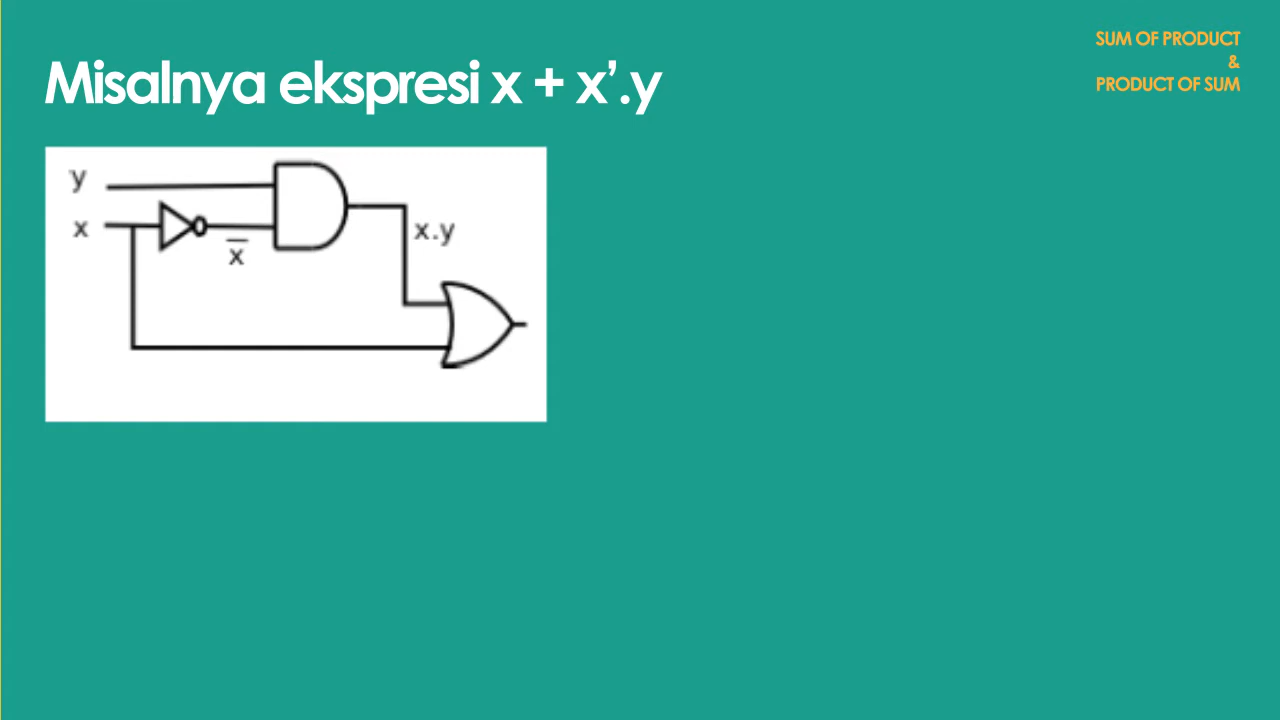 SUM OF PRODUCT
&
PRODUCT OF SUM
Misalnya ekspresi x + x’.y
y
x
x̅
x.y